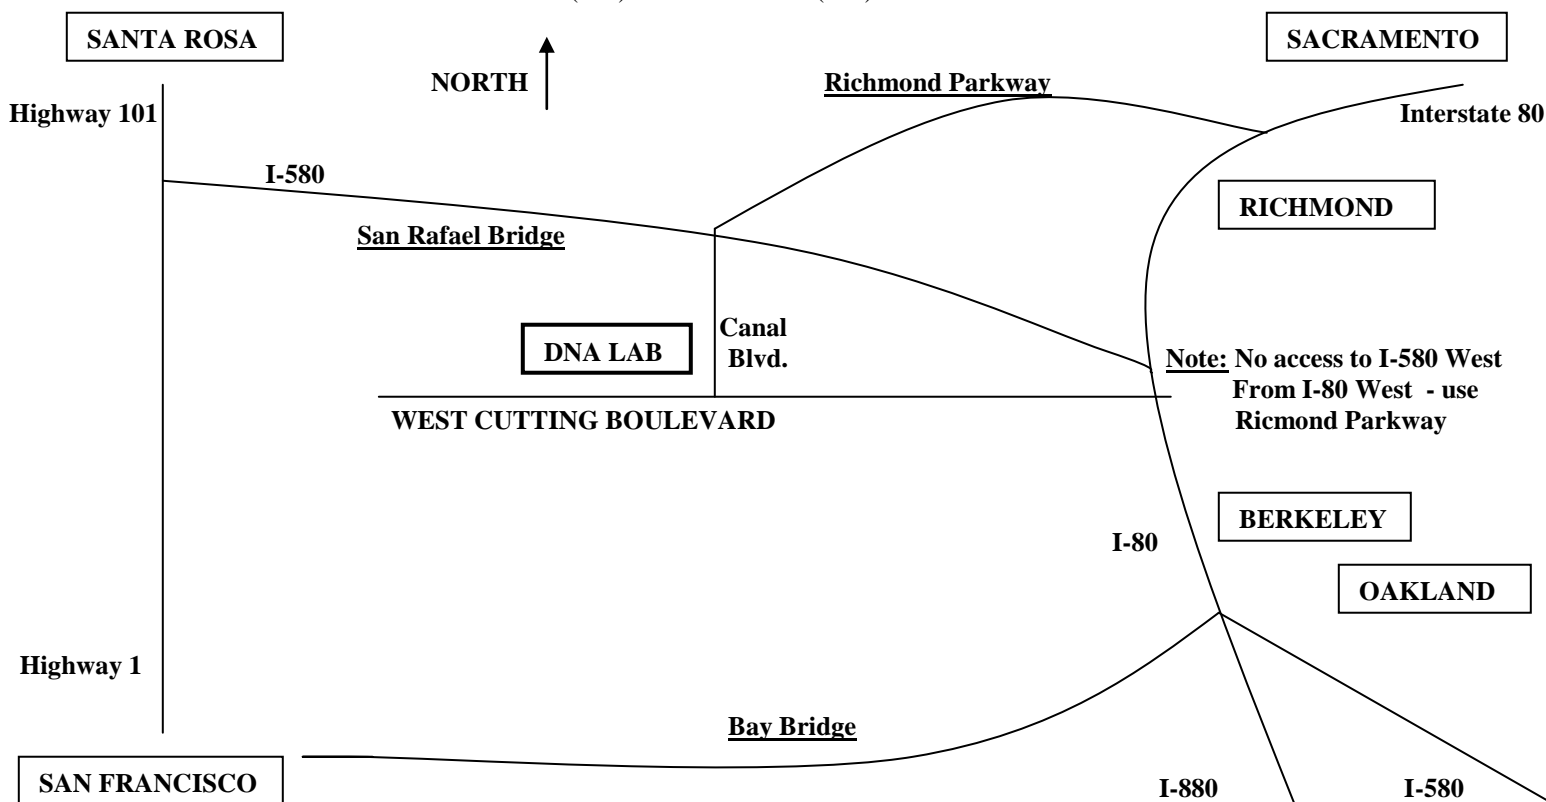 SANTA ROSA
SACRAMENTO
NORTH
Richmond Parkway
Highway 101
Interstate 80
I-580
RICHMOND
San Rafael Bridge
Canal
Blvd.
DNA LAB
Note: No access to I-580 West
From I-80 West - use
Ricmond Parkway
WEST CUTTING BOULEVARD
BERKELEY
I-80
OAKLAND
Highway 1
Bay Bridge
SAN FRANCISCO
I-880
I-580